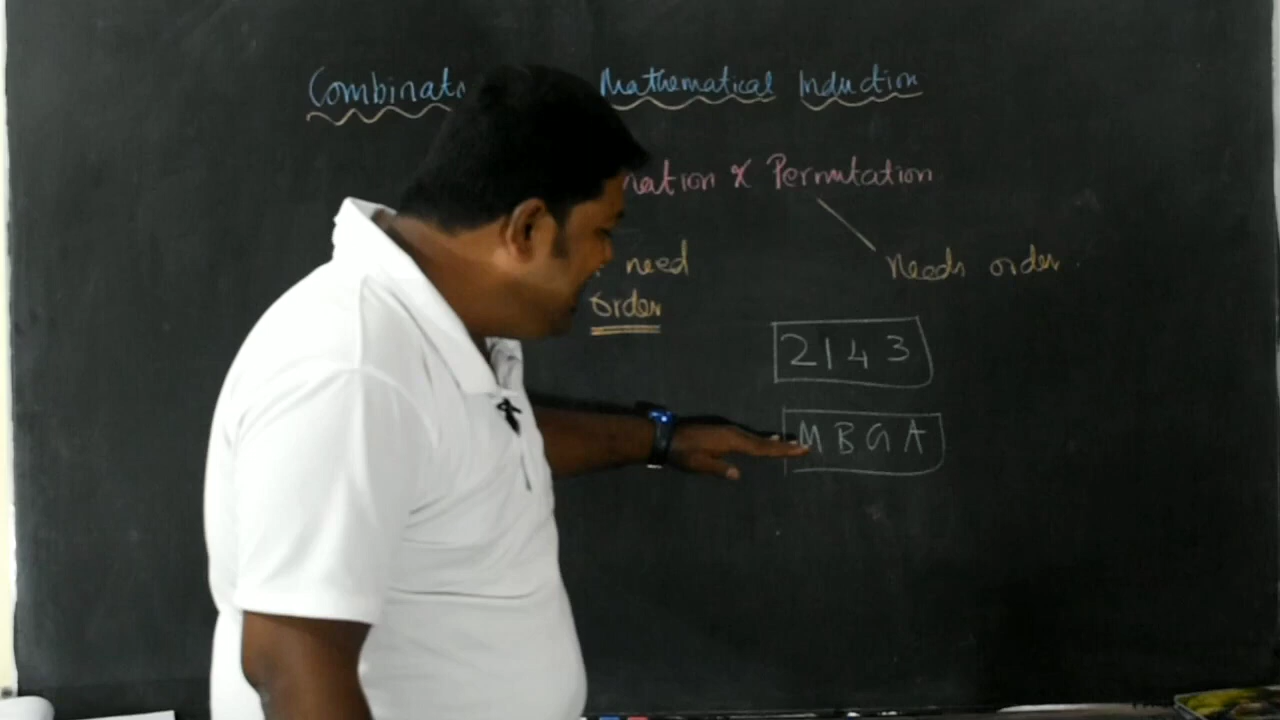 Combinat Mathematical Induction
nation & Permutation
need
order
Needs order.
2143
MBGA